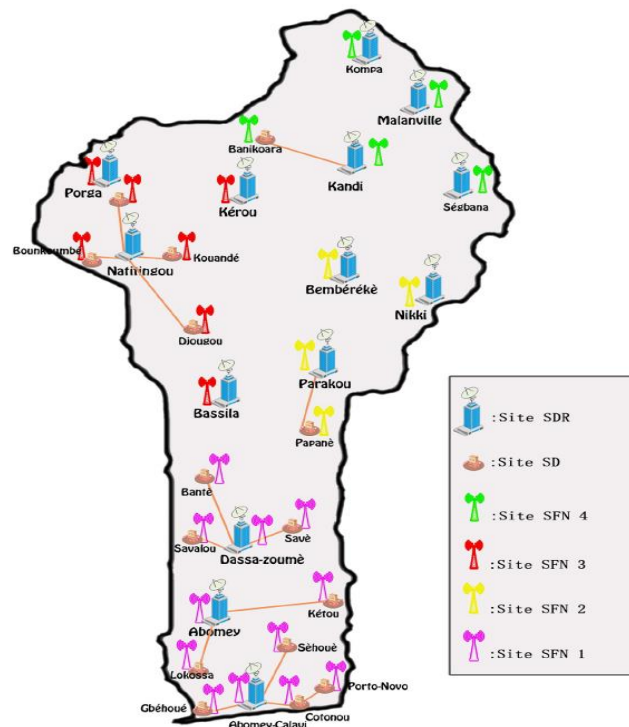 Kompa
Malanville
Banikoara
Kandi
Porga
Kérou
Ségbana
Bounkoumbé
Natitingou
Kouandé
Bembérékè
Nikki
Diougou
Parakou
Bassila
Papanè
Bantè
Savalou
Savè
Dassa-zoumè
Kétou
Abomey
Sèhouè
Lokossa
Porto-Novo
Gbéhoué
Cotonou
Abomey-Calavi
:Site SDR
:Site SD
:Site SFN 4
:Site SFN 3
:Site SFN 2
:Site SFN 1